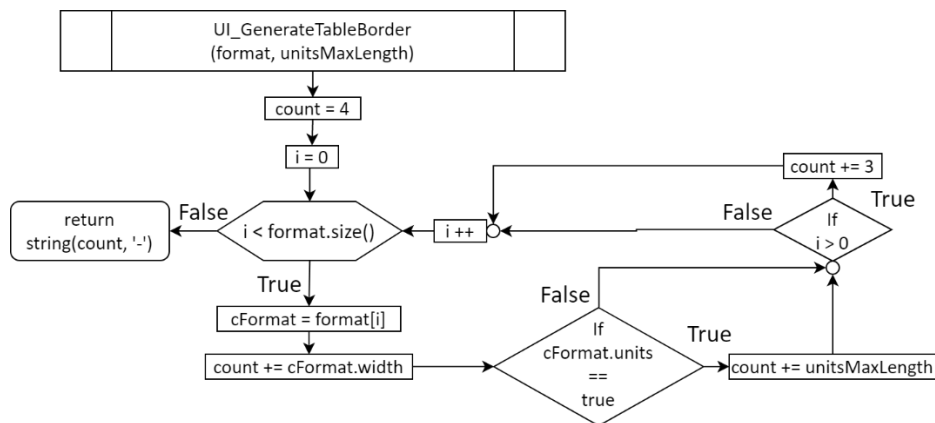 UI_GenerateTableBorder
(format, unitsMaxLength)
count = 4
i = 0
count += 3
True
If
i > 0
False
i ++
i < format.size()
False
return
string(count, '-')
True
cFormat = format[i]
count += cFormat.width
False
If
cFormat.units
==
true
True
count += unitsMaxLength